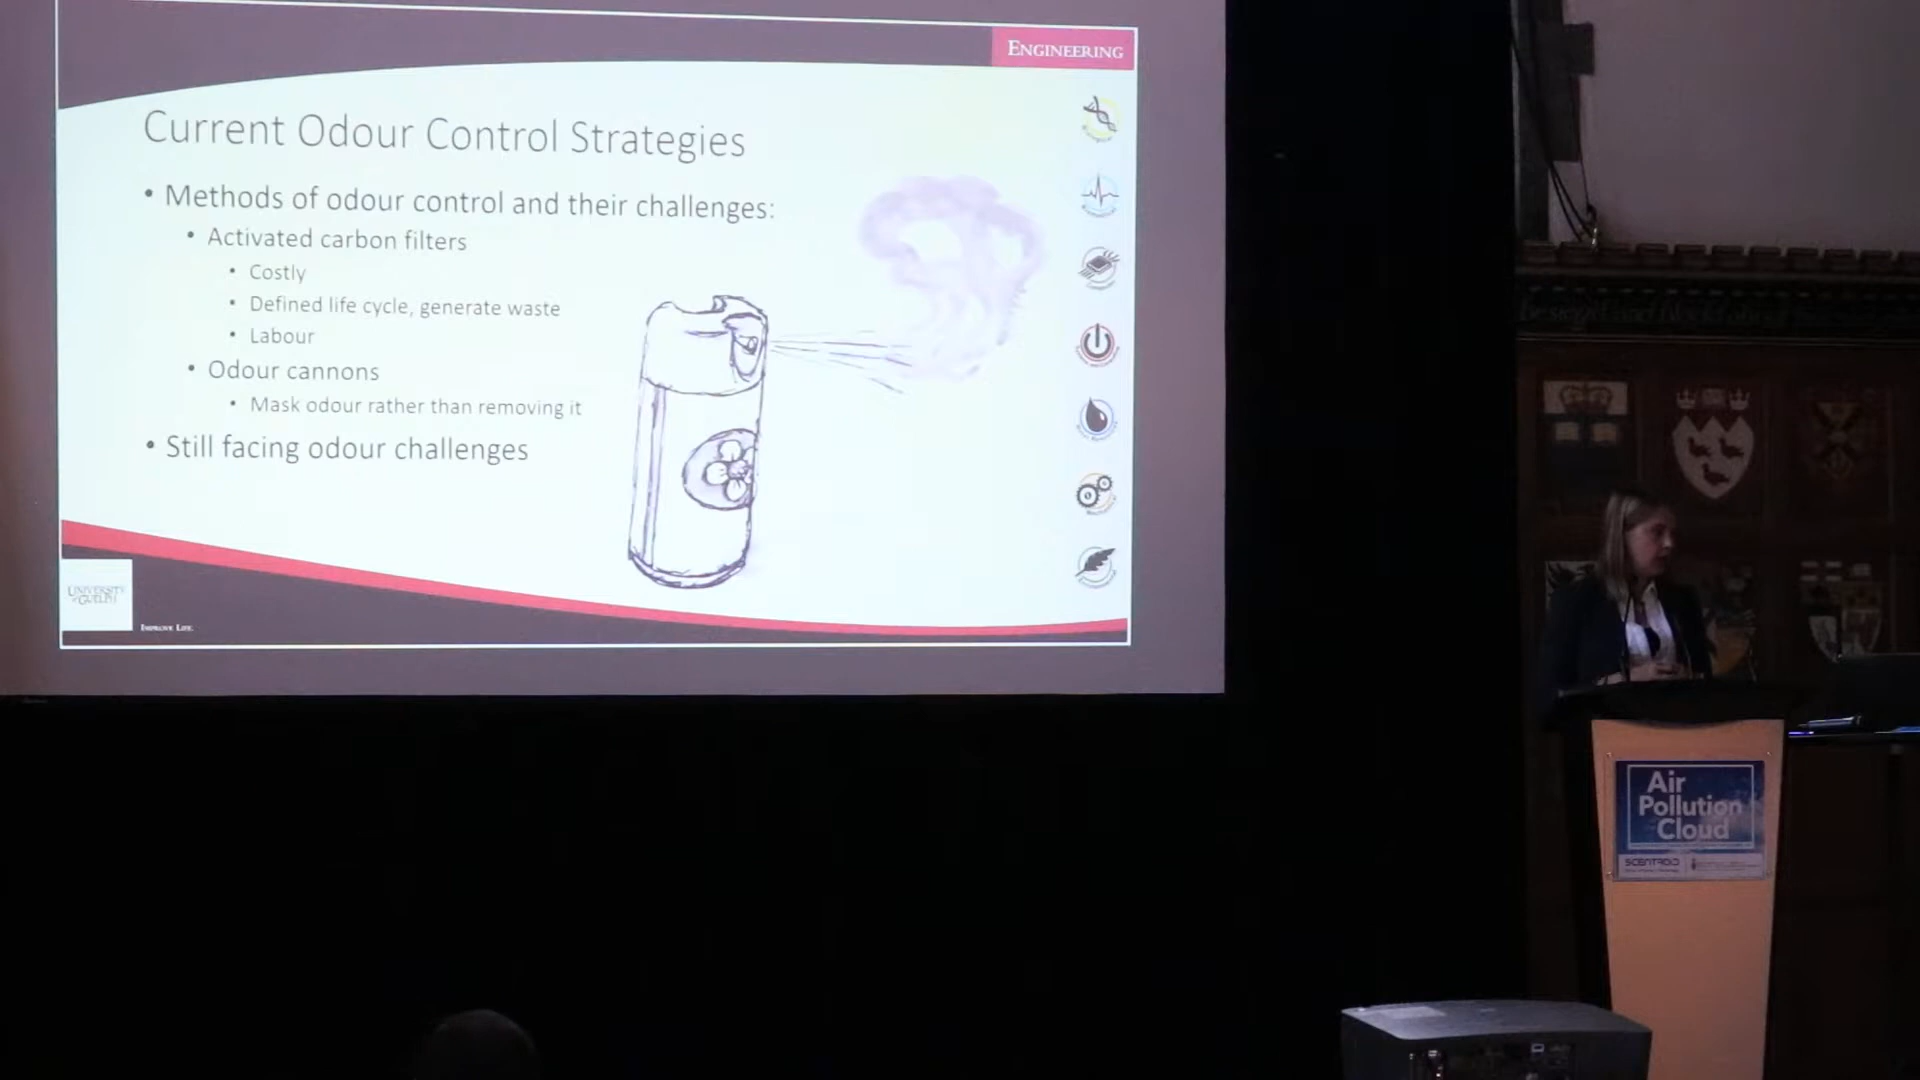 ENGINEERING
Current Odour Control Strategies
• Methods of odour control and their challenges:
• Activated carbon filters
• Costly
• Defined life cycle, generate waste
• Labour
• Odour cannons
• Mask odour rather than removing it
• Still facing odour challenges
UNIVERSITY
of GUELPH
IMPROVE LIFE.
Air
Pollution
Cloud
SCENTROID